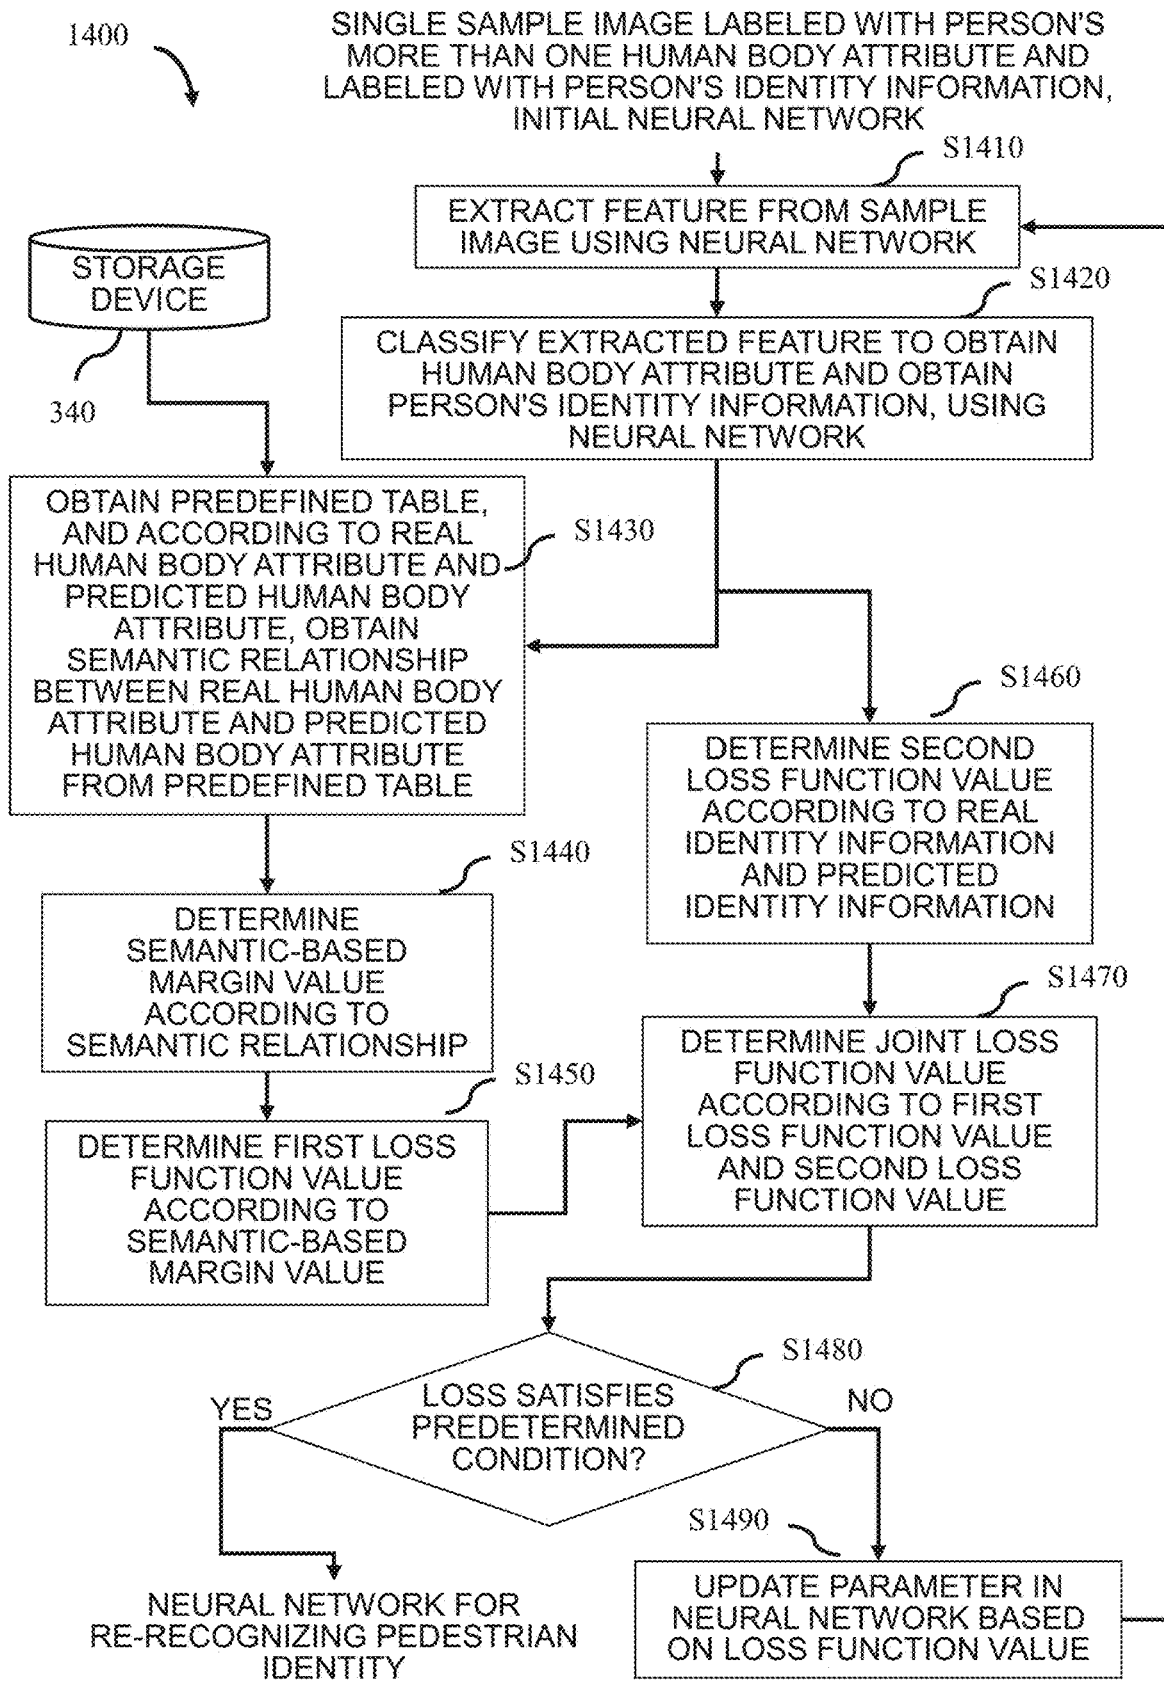 1400
SINGLE SAMPLE IMAGE LABELED WITH PERSON'S
MORE THAN ONE HUMAN BODY ATTRIBUTE AND
LABELED WITH PERSON'S IDENTITY INFORMATION,
INITIAL NEURAL NETWORK
S1410
EXTRACT FEATURE FROM SAMPLE
IMAGE USING NEURAL NETWORK
STORAGE
DEVICE
340
S1420
CLASSIFY EXTRACTED FEATURE TO OBTAIN
HUMAN BODY ATTRIBUTE AND OBTAIN
PERSON'S IDENTITY INFORMATION, USING
NEURAL NETWORK
OBTAIN PREDEFINED TABLE,
AND ACCORDING TO REAL
HUMAN BODY ATTRIBUTE AND
PREDICTED HUMAN BODY
ATTRIBUTE, OBTAIN
SEMANTIC RELATIONSHIP
BETWEEN REAL HUMAN BODY
ATTRIBUTE AND PREDICTED
HUMAN BODY ATTRIBUTE
FROM PREDEFINED TABLE
S1430
S1460
DETERMINE SECOND
LOSS FUNCTION VALUE
ACCORDING TO REAL
IDENTITY INFORMATION
AND PREDICTED
IDENTITY INFORMATION
S1440
DETERMINE
SEMANTIC-BASED
MARGIN VALUE
ACCORDING TO
SEMANTIC RELATIONSHIP
S1450
DETERMINE FIRST LOSS
FUNCTION VALUE
ACCORDING TO
SEMANTIC-BASED
MARGIN VALUE
S1470
DETERMINE JOINT LOSS
FUNCTION VALUE
ACCORDING TO FIRST
LOSS FUNCTION VALUE
AND SECOND LOSS
FUNCTION VALUE
S1480
LOSS SATISFIES
PREDETERMINED
CONDITION?
YES
NO
NEURAL NETWORK FOR
RE-RECOGNIZING PEDESTRIAN
IDENTITY
S1490
UPDATE PARAMETER IN
NEURAL NETWORK BASED
ON LOSS FUNCTION VALUE